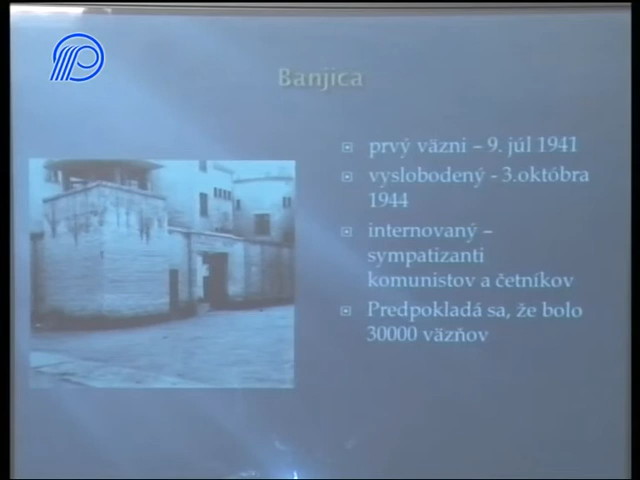 Banjica
prvý väzni – 9. júl 1941
vyslobodený - 3.októbra
1944
internovaný –
sympatizanti
komunistov a četníkov
Predpokladá sa, že bolo
30000 väzňov